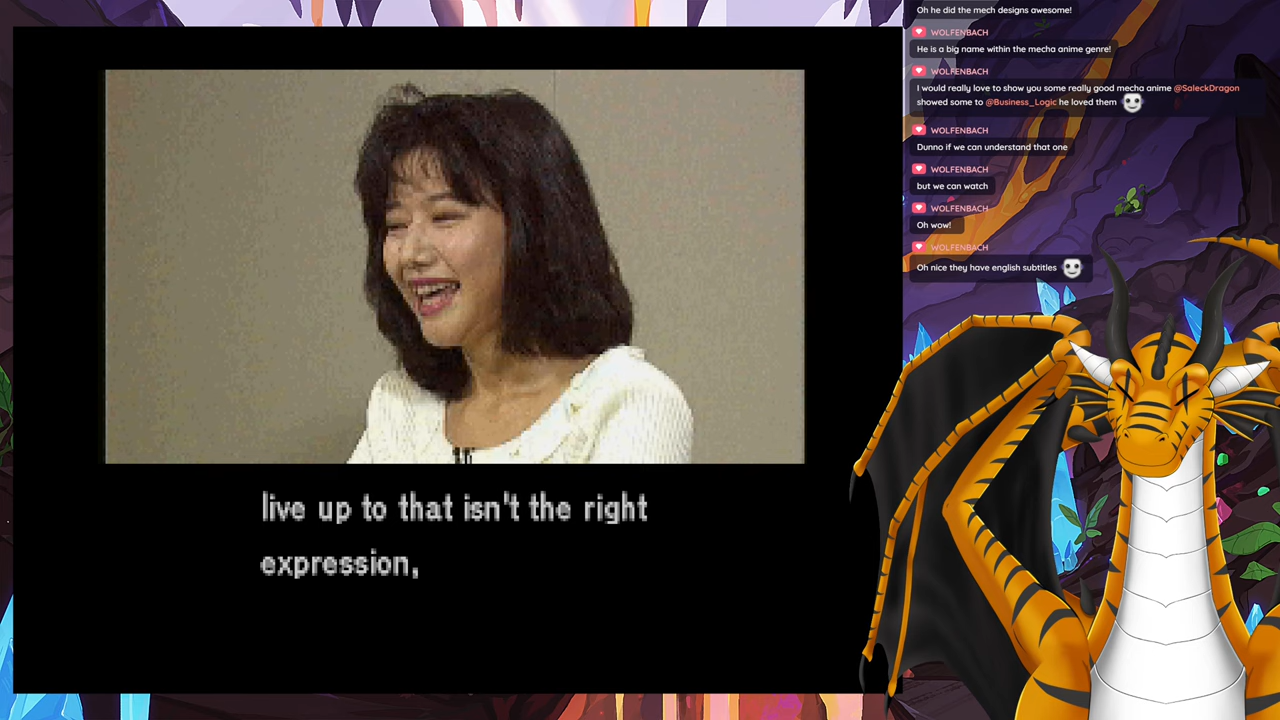 live up to that isn't the right
expression,
Oh he did the mech designs awesome!
WOLFENBACH
He is a big name within the mecha anime genre!
WOLFENBACH
I would really love to show you some really good mecha anime @SaleckDragon
showed some to @Business_Logic he loved them
WOLFENBACH
Dunno if we can understand that one
WOLFENBACH
but we can watch
WOLFENBACH
Oh wow!
WOLFENBACH
Oh nice they have english subtitles